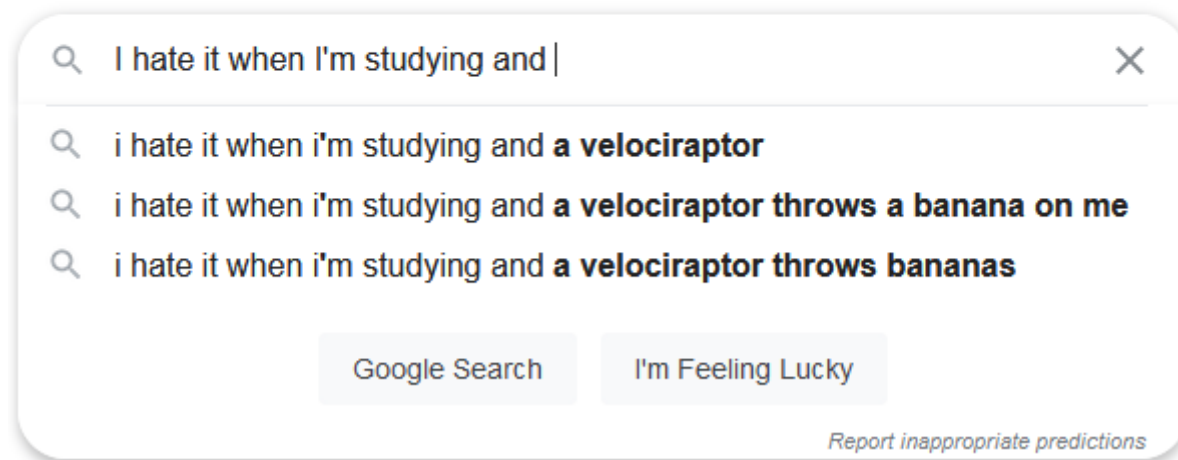 I hate it when I'm studying and
i hate it when i'm studying and a velociraptor
i hate it when i'm studying and a velociraptor throws a banana on me
i hate it when i'm studying and a velociraptor throws bananas
Google Search I'm Feeling Lucky
Report inappropriate predictions